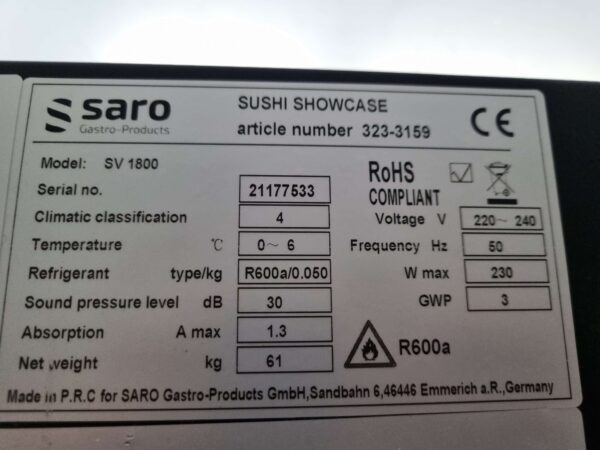 saro
Gastro-Products
SUSHI SHOWCASE
article number 323-3159
CE
Model: SV 1800
RoHS
COMPLIANT
Serial no. 21177533
Climatic classification 4
Voltage V 220～ 240
Temperature ℃ 0～ 6
Frequency Hz 50
Refrigerant type/kg R600a/0.050
W max 230
Sound pressure level dB 30
GWP 3
Absorption A max 1.3
R600a
Net weight kg 61
Made in P.R.C for SARO Gastro-Products GmbH,Sandbahn 6,46446 Emmerich a.R.,Germany